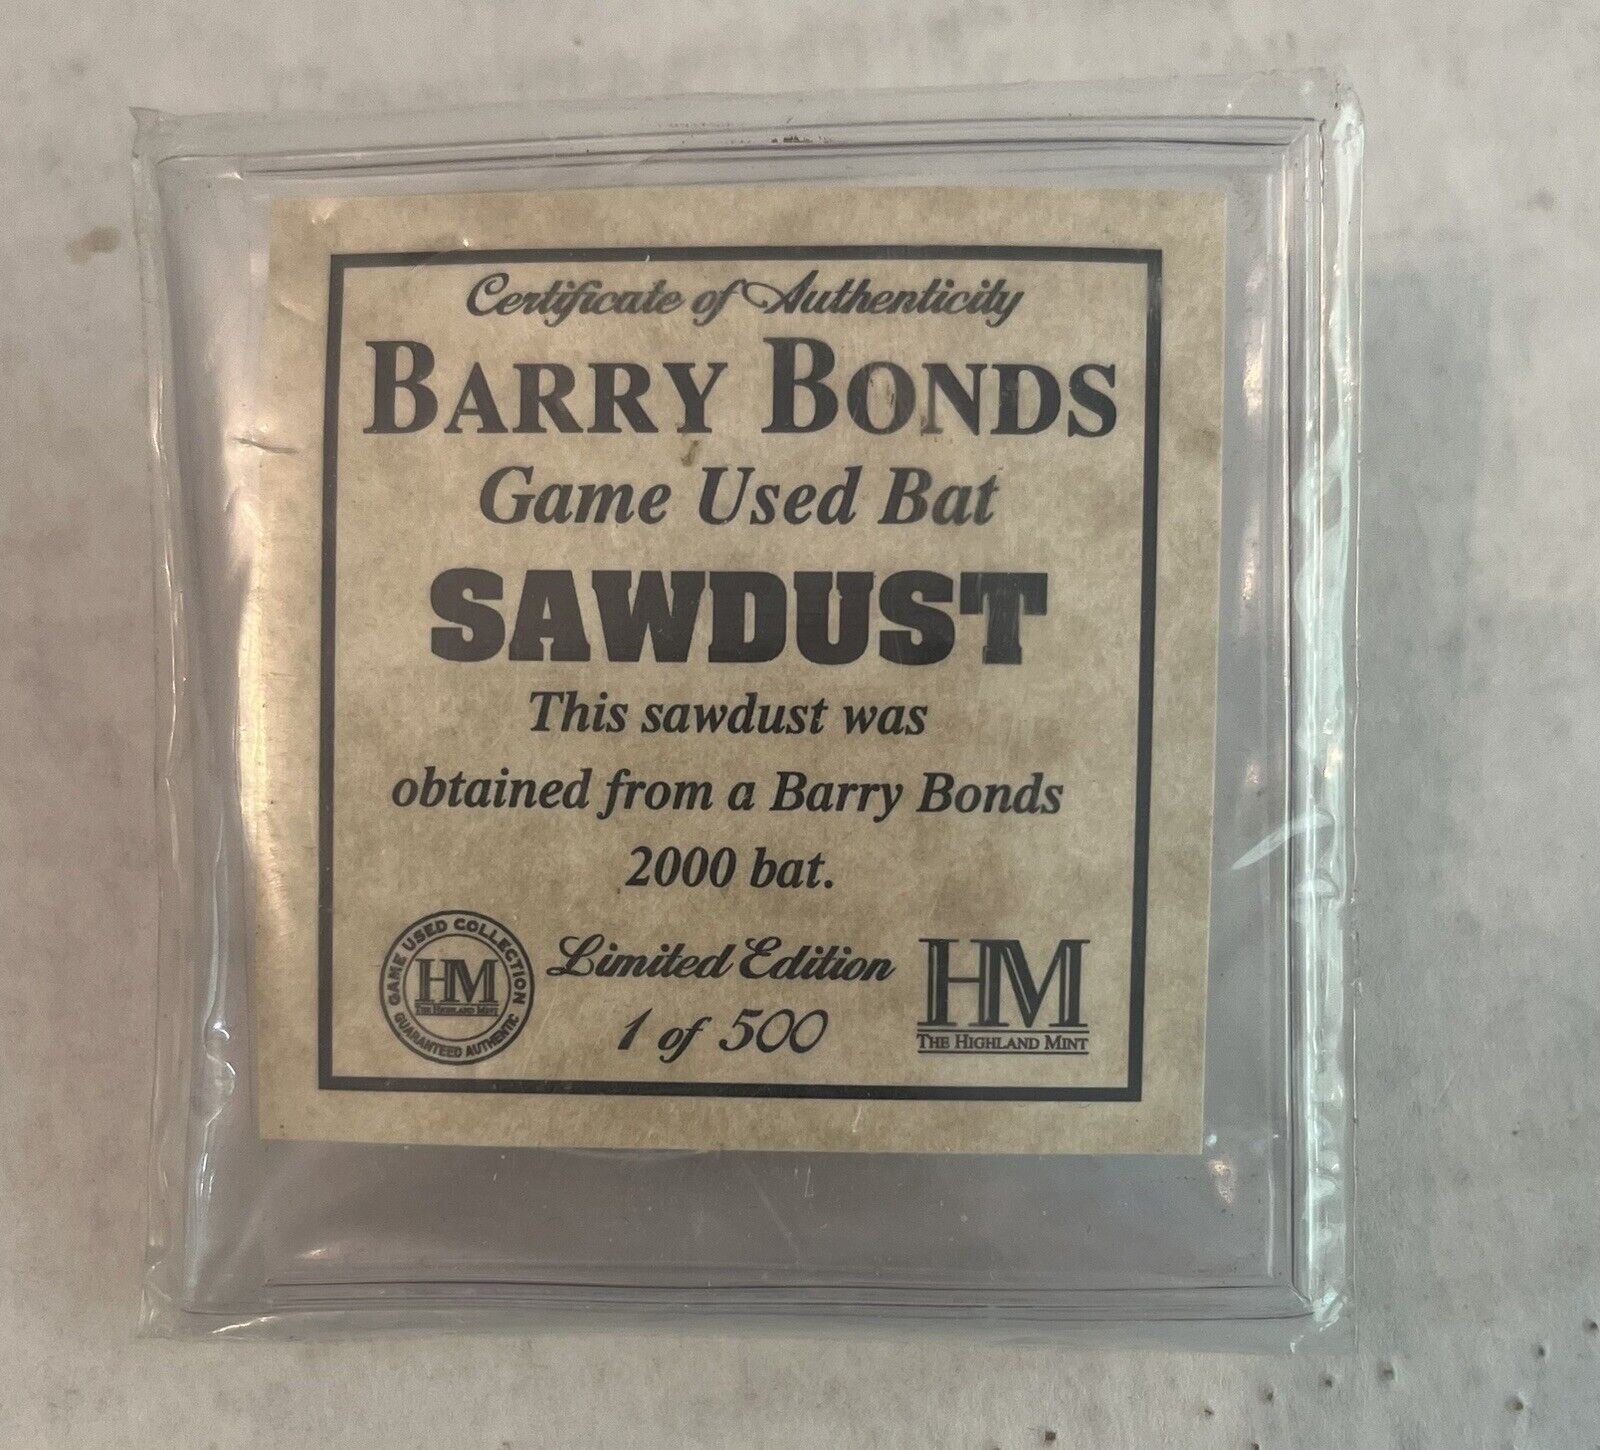 Certificate of Authenticity
BARRY BONDS
Game Used Bat
SAWDUST
This sawdust was
obtained from a Barry Bonds
2000 bat.
GAME USED COLLECTION
HM
THE HIGHLAND MINT
GUARANTEED AUTHENTIC
Limited Edition
1 of 500
HM
THE HIGHLAND MINT